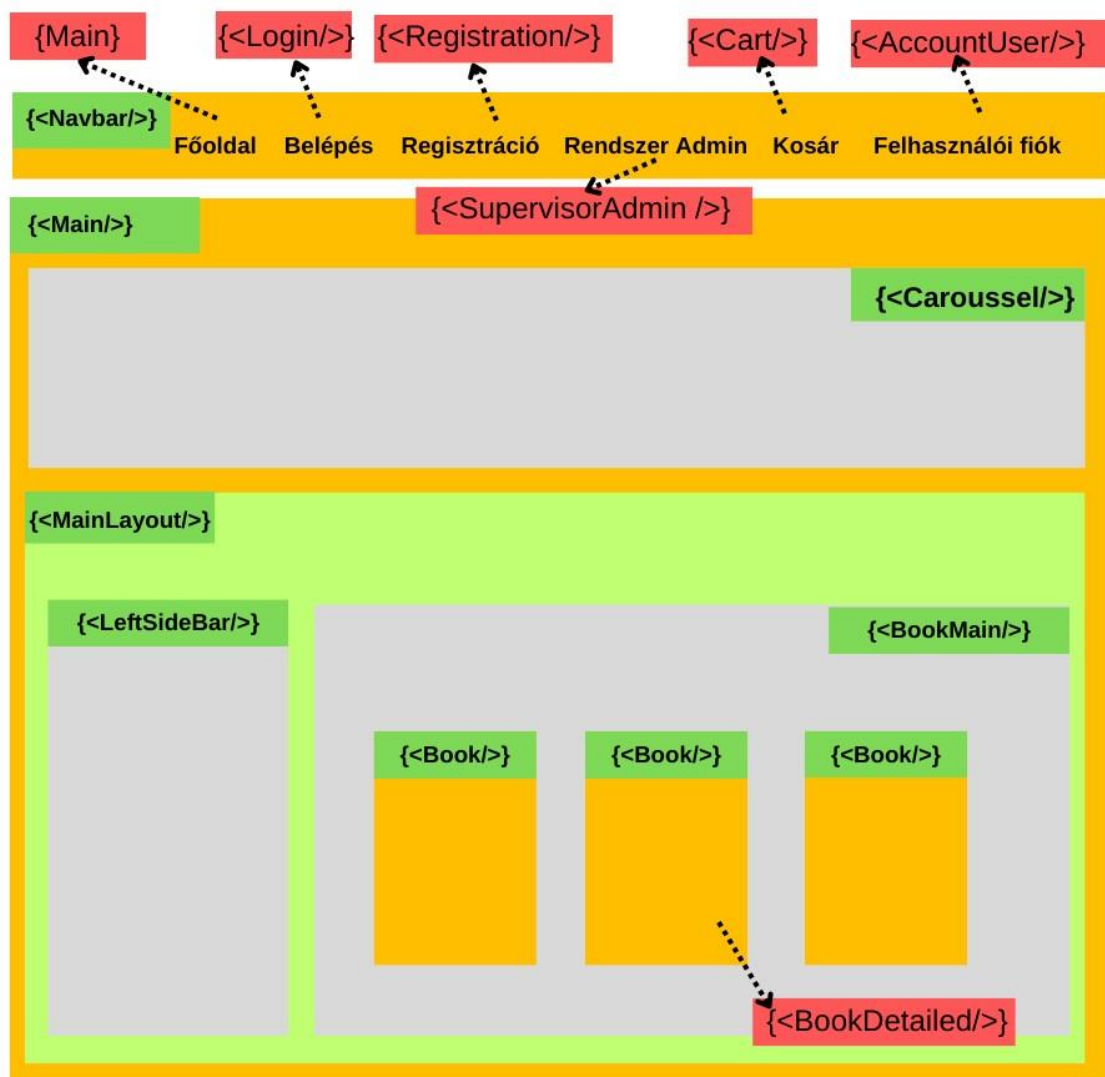 {Main}
{<Login/>}
{<Registration/>}
{<Cart/>}
{<AccountUser/>}
{<Navbar/>}
Főoldal
Belépés
Regisztráció
Rendszer Admin
Kosár
Felhasználói fiók
{<SupervisorAdmin />}
{<Main/>}
{<Caroussel/>}
{<MainLayout/>}
{<LeftSideBar/>}
{<BookMain/>}
{<Book/>}
{<Book/>}
{<Book/>}
{<BookDetailed/>}